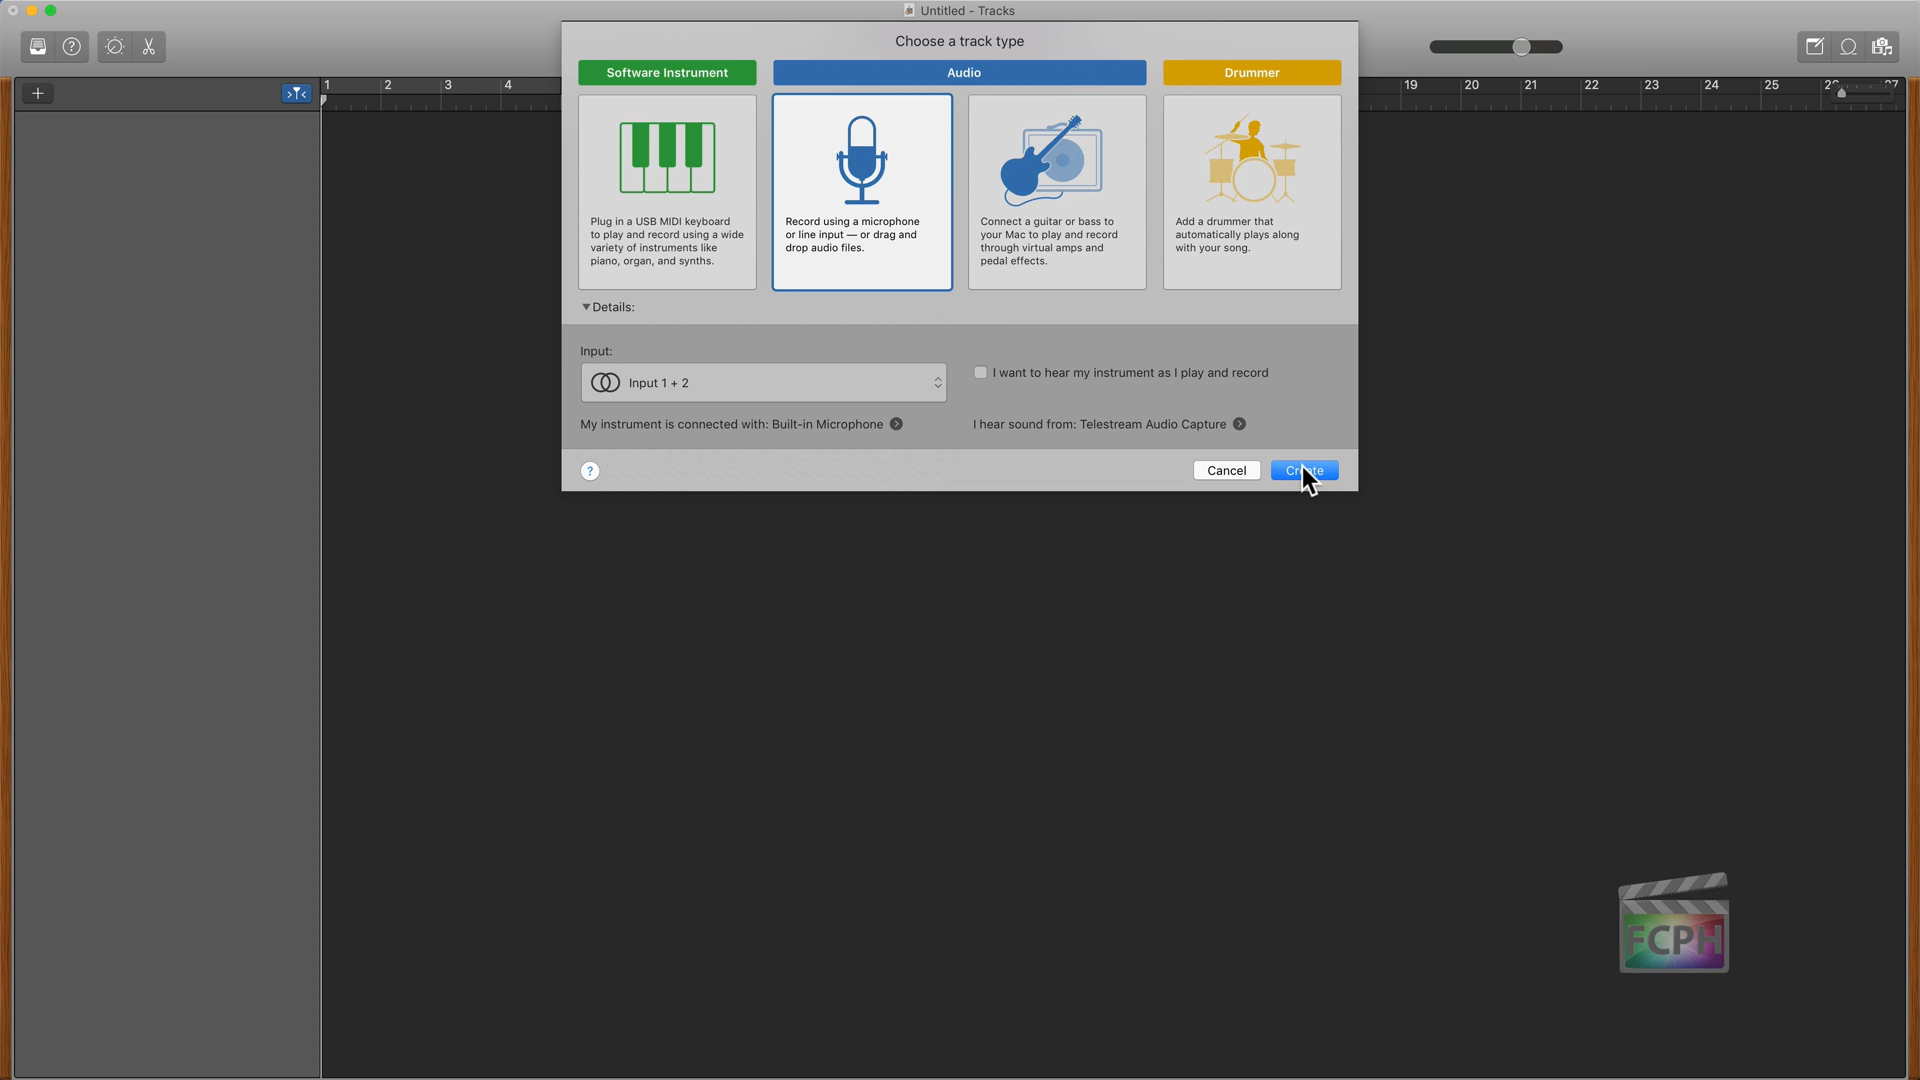 Untitled - Tracks
Choose a track type
Software Instrument
Audio
Drummer
1
2
3
4
19
20
21
22
23
24
25
Plug in a USB MIDI keyboard
to play and record using a wide
variety of instruments like
piano, organ, and synths.
Record using a microphone
or line input — or drag and
drop audio files.
Connect a guitar or bass to
your Mac to play and record
through virtual amps and
pedal effects.
Add a drummer that
automatically plays along
with your song.
Details:
Input:
Input 1 + 2
I want to hear my instrument as I play and record
My instrument is connected with: Built-in Microphone
I hear sound from: Telestream Audio Capture
?
Cancel
Create
FCPH